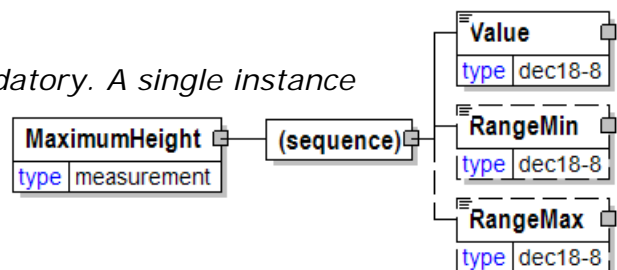 Value
type dec18-8
datory. A single instance
RangeMin
type dec18-8
MaximumHeight
type measurement
(sequence)
RangeMax
type dec18-8